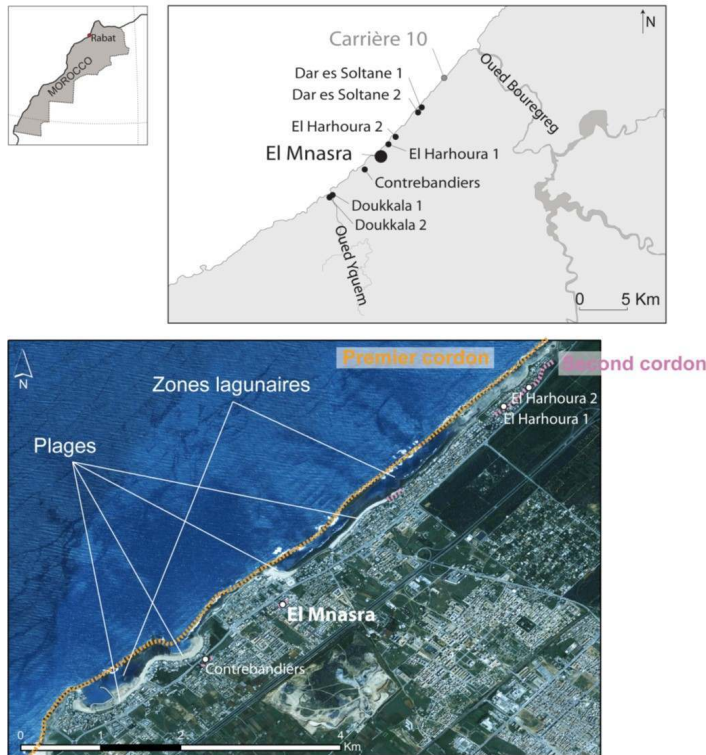 Rabat
MOROCCO
N
Carrière 10
Dar es Soltane 1
Dar es Soltane 2
Oued Bouregreg
El Harhoura 2
El Mnasra
El Harhoura 1
Contrebandiers
Doukkala 1
Doukkala 2
Oued Yquem
0 5 Km
Premier cordon
Second cordon
N
Zones lagunaires
El Harhoura 2
El Harhoura 1
Plages
El Mnasra
Contrebandiers
0 1 2 4
Km